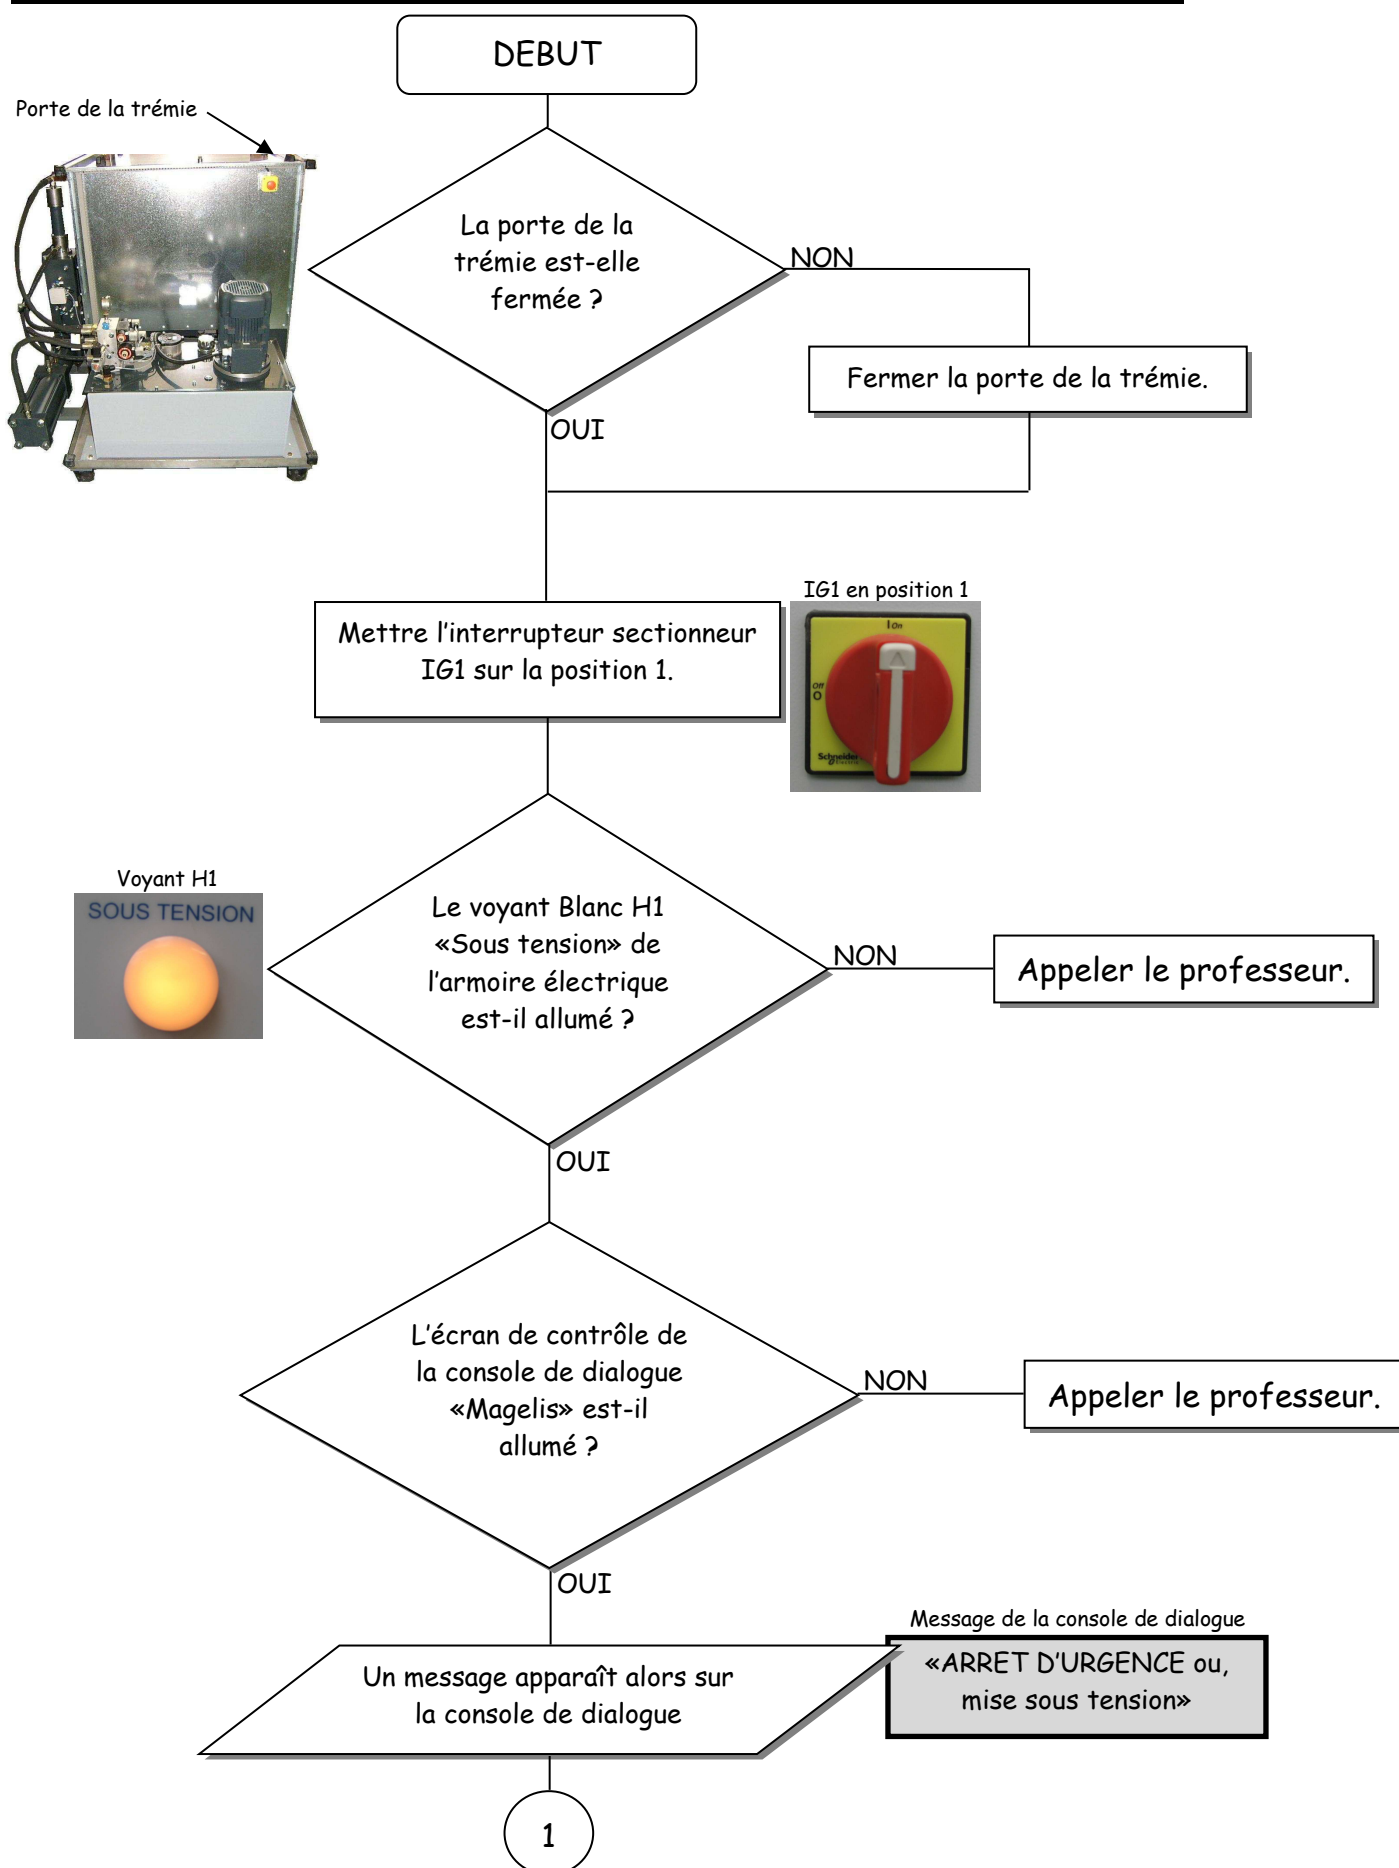 DEBUT
Porte de la trémie
La porte de la
trémie est-elle
fermée ?
NON
Fermer la porte de la trémie.
OUI
IG1 en position 1
Mettre l'interrupteur sectionneur
IG1 sur la position 1.
I On
Off
O
Schneider
Electric
Voyant H1
SOUS TENSION
Le voyant Blanc H1
«Sous tension» de
l'armoire électrique
est-il allumé ?
NON
Appeler le professeur.
OUI
L'écran de contrôle de
la console de dialogue
«Magelis» est-il
allumé ?
NON
Appeler le professeur.
OUI
Message de la console de dialogue
«ARRET D'URGENCE ou,
mise sous tension»
Un message apparaît alors sur
la console de dialogue
1